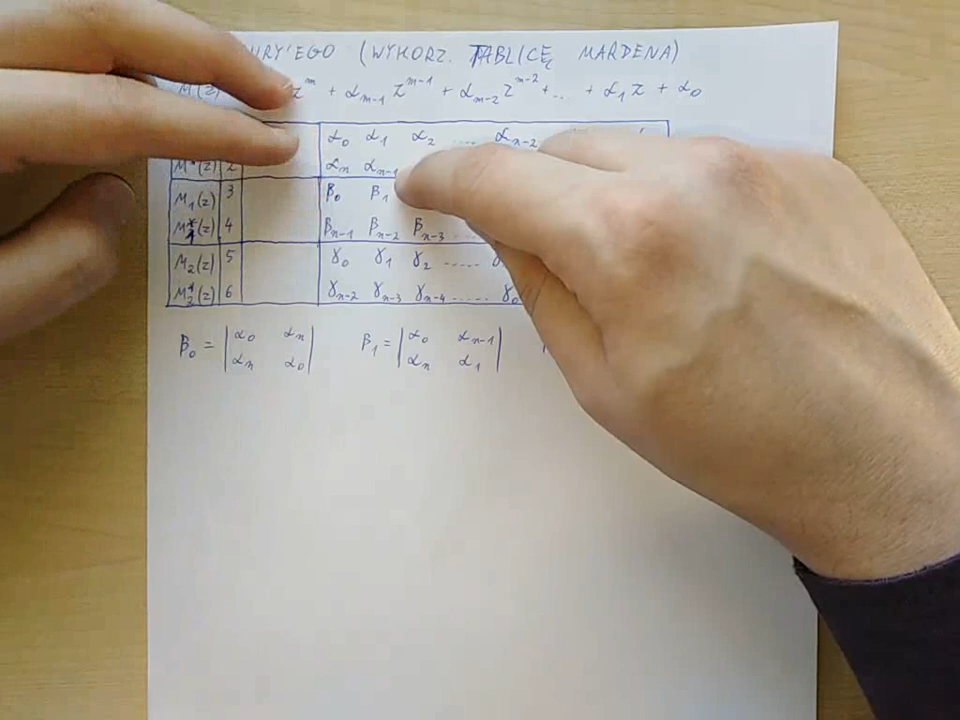 URY'EGO (WYKORZ. TABLICĘ MARDENA)
M(z) z^m + α_{m-1} z^{m-1} + α_{m-2} z^{m-2} + ... + α_1 z + α_0
α_0 α_1 α_2 ..... α_{n-2}
M*(z) 2 α_n α_{n-1}
M_1(z) 3 β_0 β_1
M_1^*(z) 4 β_{n-1} β_{n-2} β_{n-3} .....
M_2(z) 5 γ_0 γ_1 γ_2 ..... γ
M_2^*(z) 6 γ_{n-2} γ_{n-3} γ_{n-4} ..... γ_0
β_0 = | α_0 α_n | β_1 = | α_0 α_{n-1} |
| α_n α_0 | | α_n α_1 |